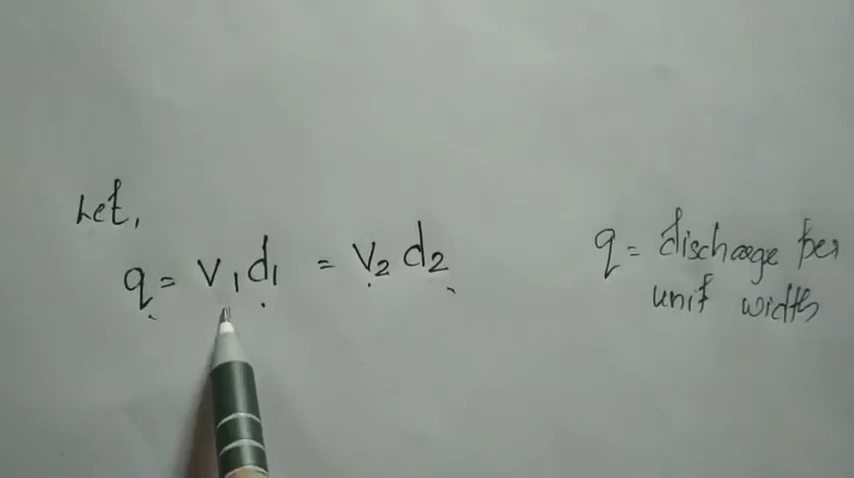 Let,
q = v₁d₁ = v₂d₂
q = discharge per
unit width